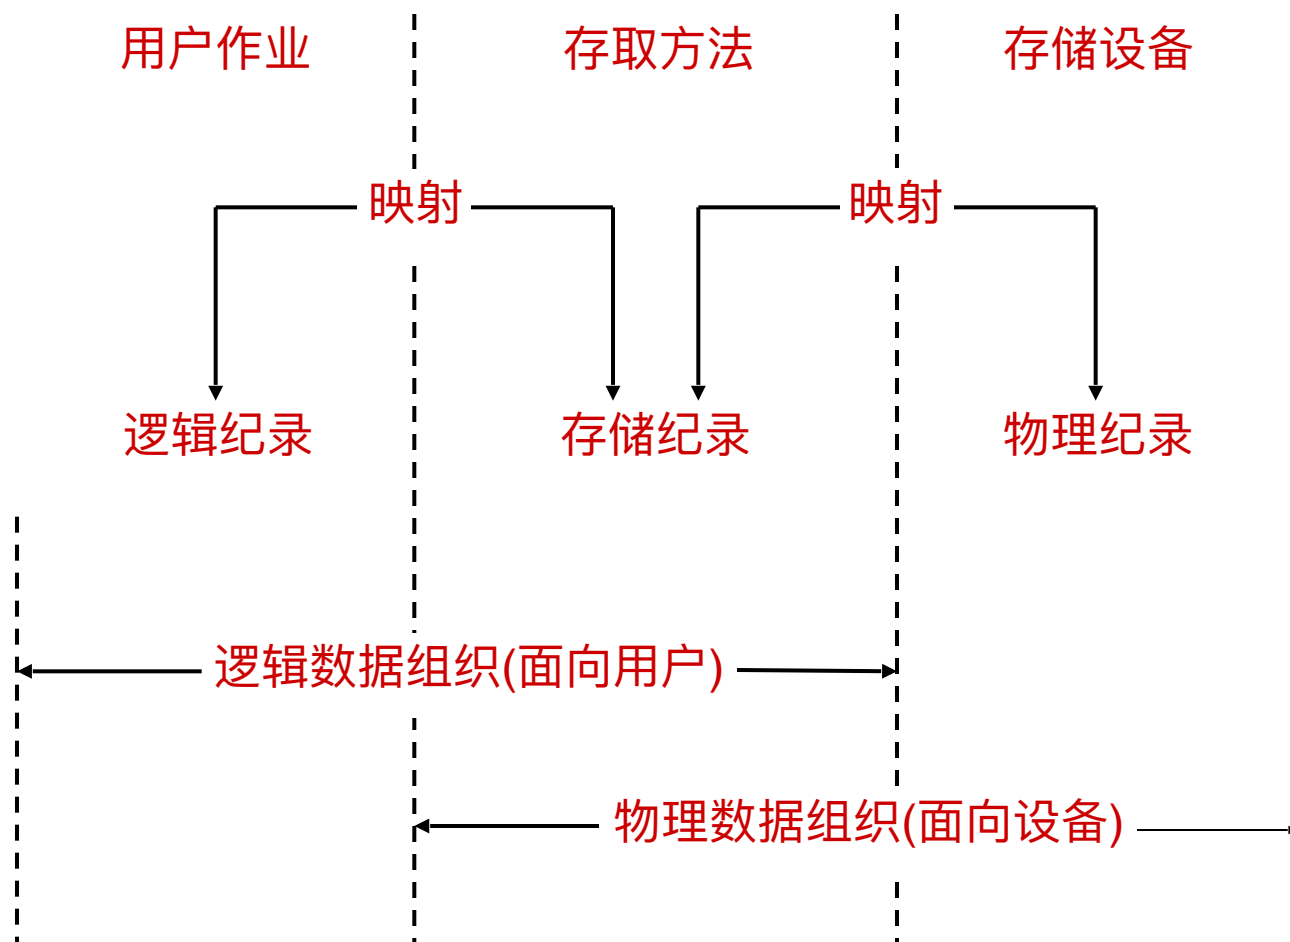 用户作业
存取方法
存储设备
映射
映射
逻辑纪录
存储纪录
物理纪录
逻辑数据组织(面向用户)
物理数据组织(面向设备)